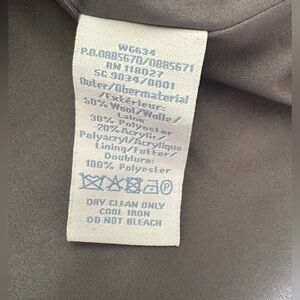 WG634
P.O.0885670/0885671
RN 118027
SC 9034/0001
Outer/Obermaterial
/Extérieur:
50% Wool/Wolle/
Laine
30% Polyester
20% Acrylic/
Polyacryl/Acrylique
Lining/Futter/
Doublure:
100% Polyester
DRY CLEAN ONLY
COOL IRON
DO NOT BLEACH